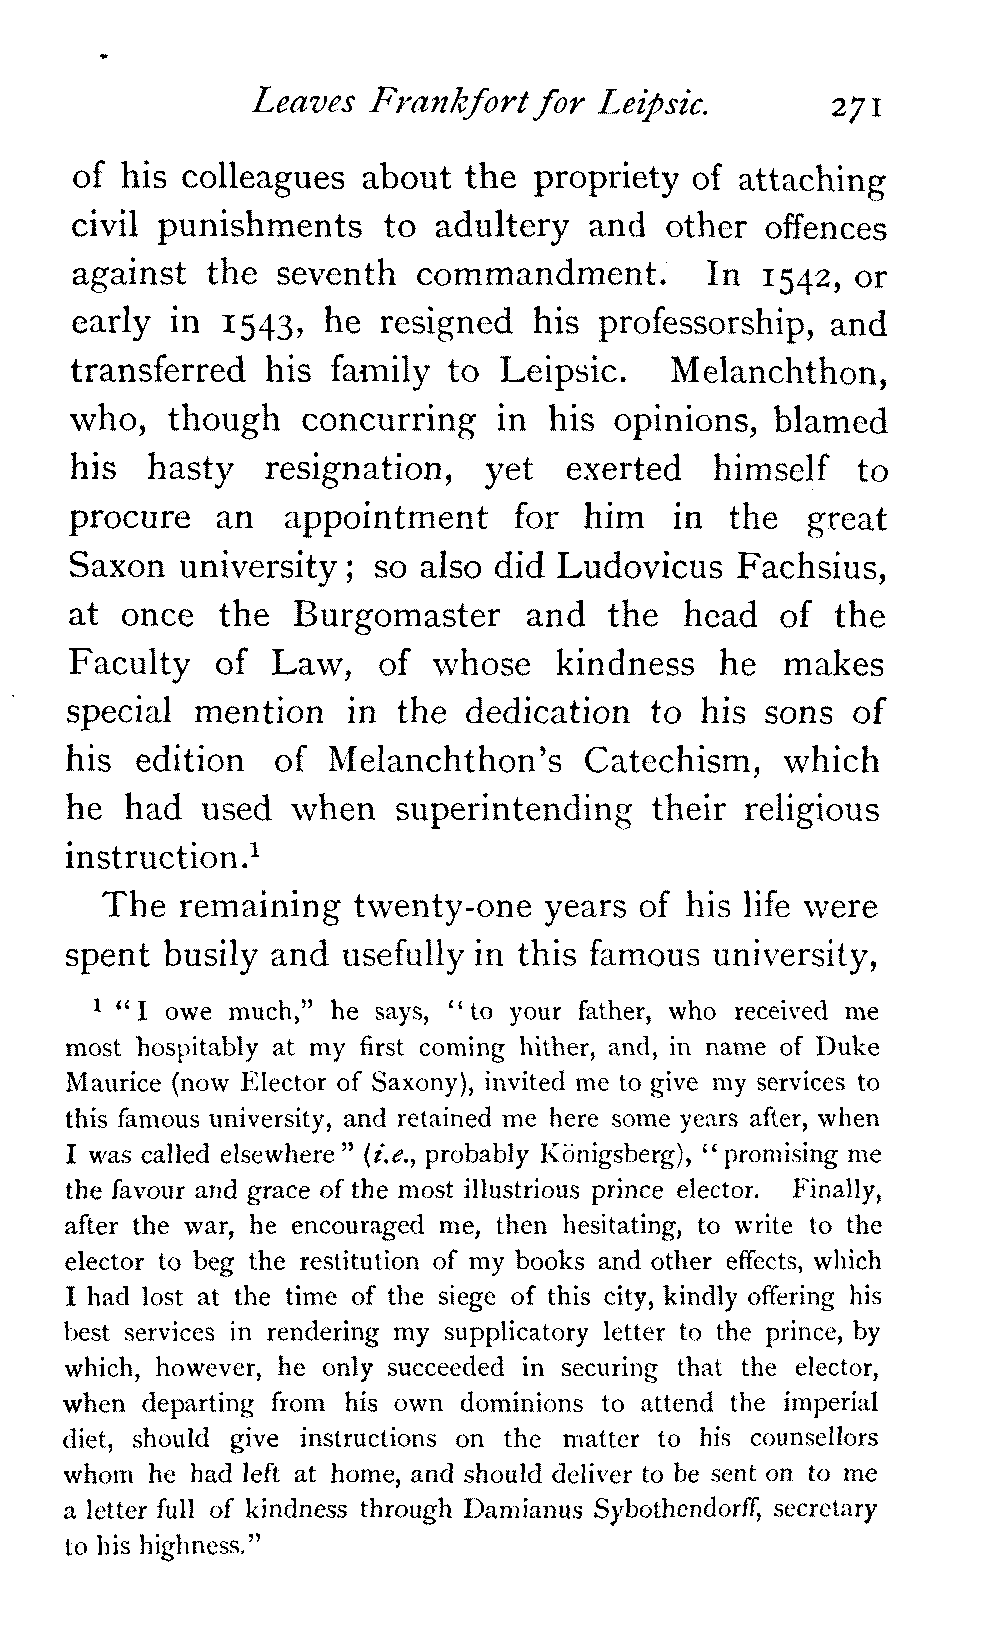 Leaves Frankfort for Leipsic. 271
of his colleagues about the propriety of attaching
civil punishments to adultery and other offences
against the seventh commandment. In 1542, or
early in 1543, he resigned his professorship, and
transferred his family to Leipsic. Melanchthon,
who, though concurring in his opinions, blamed
his hasty resignation, yet exerted himself to
procure an appointment for him in the great
Saxon university; so also did Ludovicus Fachsius,
at once the Burgomaster and the head of the
Faculty of Law, of whose kindness he makes
special mention in the dedication to his sons of
his edition of Melanchthon's Catechism, which
he had used when superintending their religious
instruction.¹
The remaining twenty-one years of his life were
spent busily and usefully in this famous university,
¹ "I owe much," he says, "to your father, who received me
most hospitably at my first coming hither, and, in name of Duke
Maurice (now Elector of Saxony), invited me to give my services to
this famous university, and retained me here some years after, when
I was called elsewhere" (i.e., probably Königsberg), "promising me
the favour and grace of the most illustrious prince elector. Finally,
after the war, he encouraged me, then hesitating, to write to the
elector to beg the restitution of my books and other effects, which
I had lost at the time of the siege of this city, kindly offering his
best services in rendering my supplicatory letter to the prince, by
which, however, he only succeeded in securing that the elector,
when departing from his own dominions to attend the imperial
diet, should give instructions on the matter to his counsellors
whom he had left at home, and should deliver to be sent on to me
a letter full of kindness through Damianus Sybothendorff, secretary
to his highness."